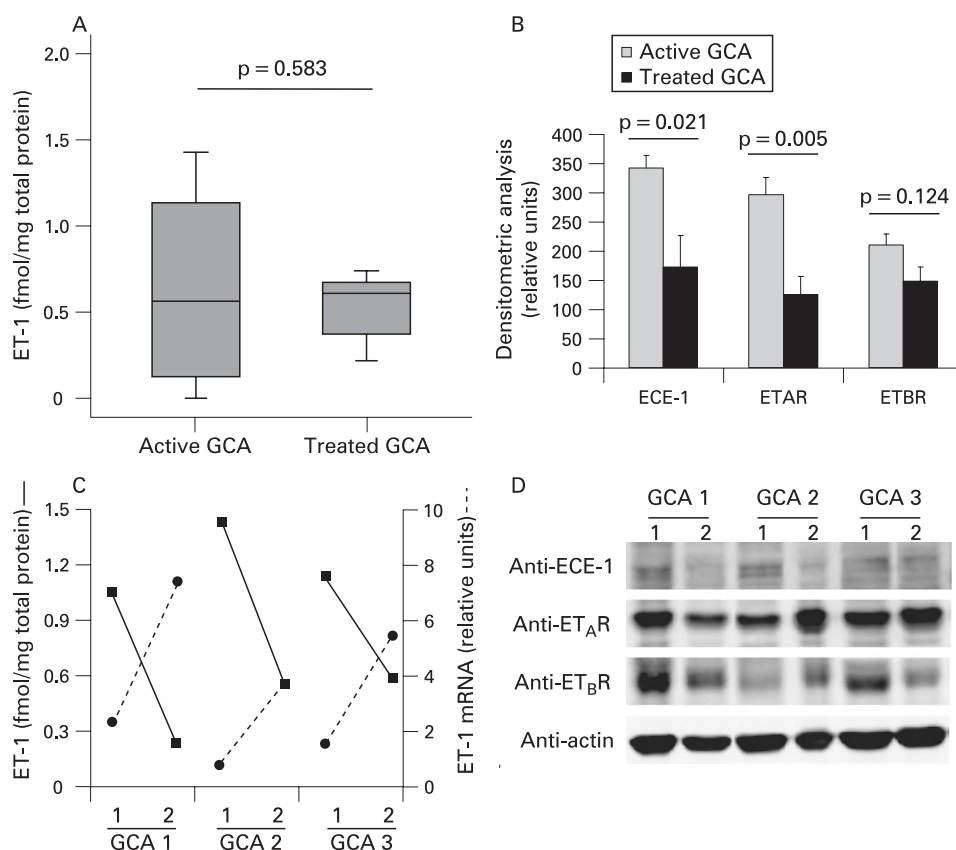 A
2.0
1.5
1.0
0.5
0
ET-1 (fmol/mg total protein)
p = 0.583
Active GCA
Treated GCA
B
Active GCA
Treated GCA
400
350
300
250
200
150
100
50
0
Densitometric analysis
(relative units)
p = 0.021
p = 0.005
p = 0.124
ECE-1
ETAR
ETBR
C
1.5
1.2
0.9
0.6
0.3
0
ET-1 (fmol/mg total protein)
10
8
6
4
2
0
ET-1 mRNA (relative units)
1 2 1 2 1 2
GCA 1 GCA 2 GCA 3
D
GCA 1 GCA 2 GCA 3
1 2 1 2 1 2
Anti-ECE-1
Anti-ET_AR
Anti-ET_BR
Anti-actin